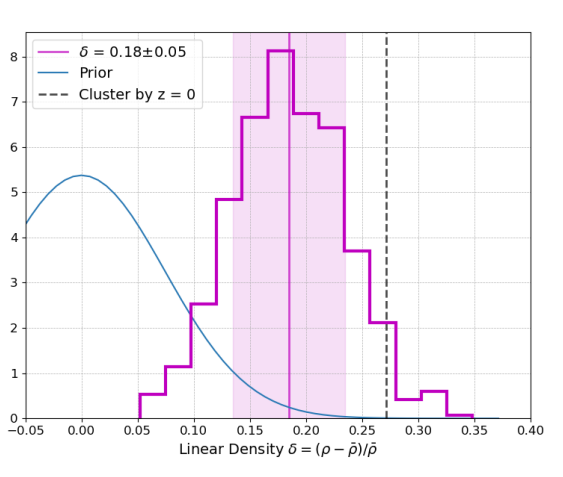 δ = 0.18±0.05
Prior
Cluster by z = 0
8
7
6
5
4
3
2
1
0
−0.05 0.00 0.05 0.10 0.15 0.20 0.25 0.30 0.35 0.40
Linear Density δ = (ρ − ρ̄)/ρ̄